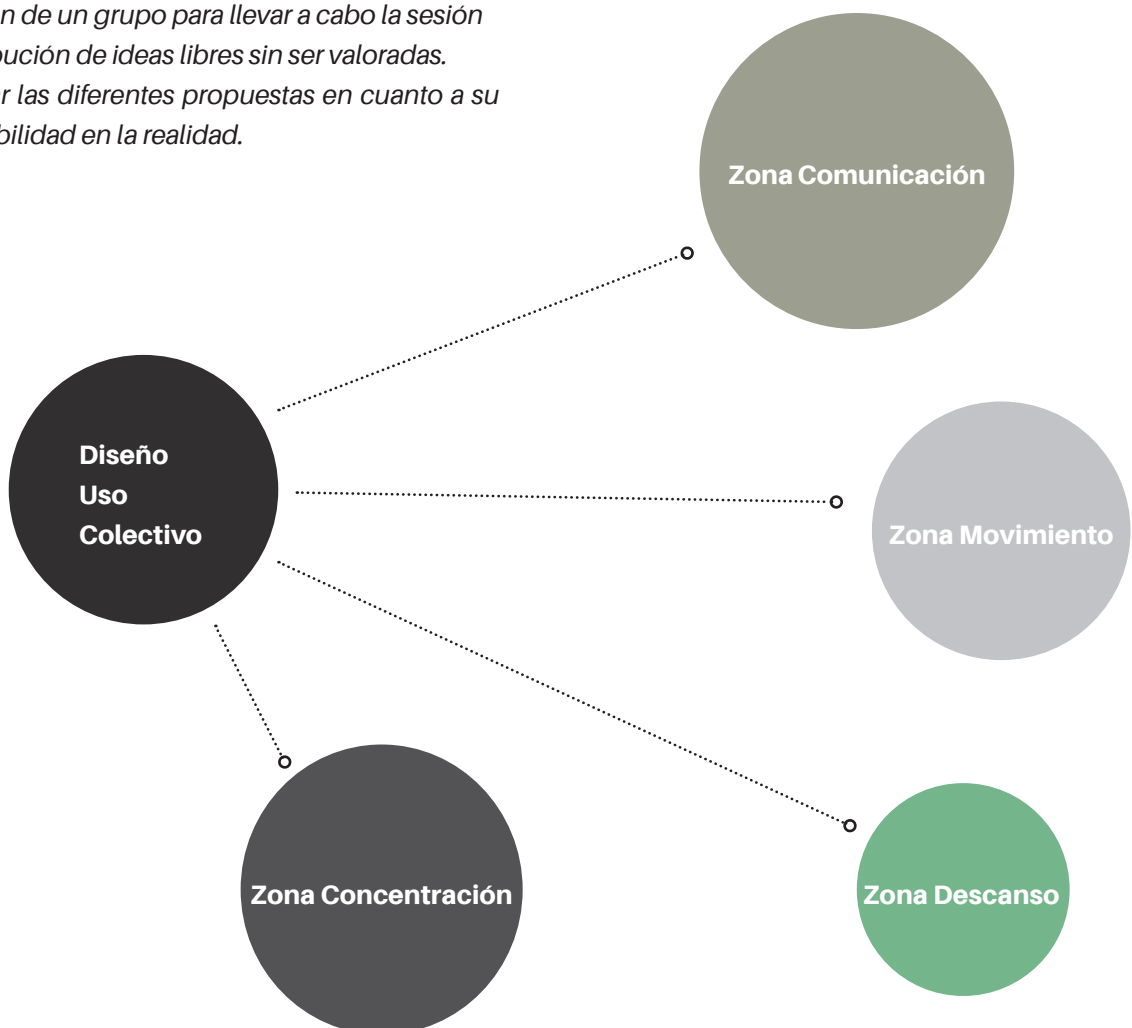 n de un grupo para llevar a cabo la sesión
ución de ideas libres sin ser valoradas.
r las diferentes propuestas en cuanto a su
bilidad en la realidad.
Zona Comunicación
Diseño
Uso
Colectivo
Zona Movimiento
Zona Concentración
Zona Descanso